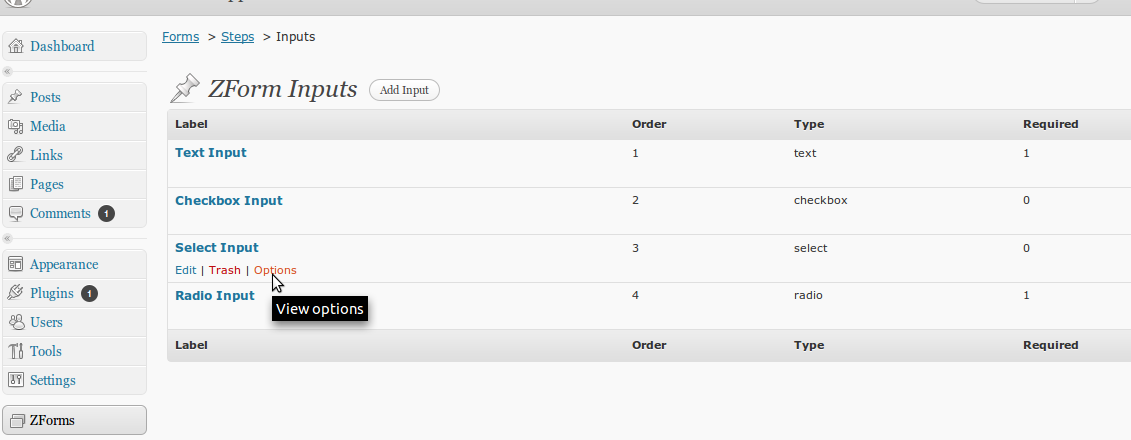 Forms > Steps > Inputs
Dashboard
Posts
Media
Links
Pages
Comments 1
Appearance
Plugins 1
Users
Tools
Settings
ZForms
ZForm Inputs Add Input
Label Order Type Required
Text Input 1 text 1
Checkbox Input 2 checkbox 0
Select Input 3 select 0
Edit | Trash | Options
View options
Radio Input 4 radio 1
Label Order Type Required